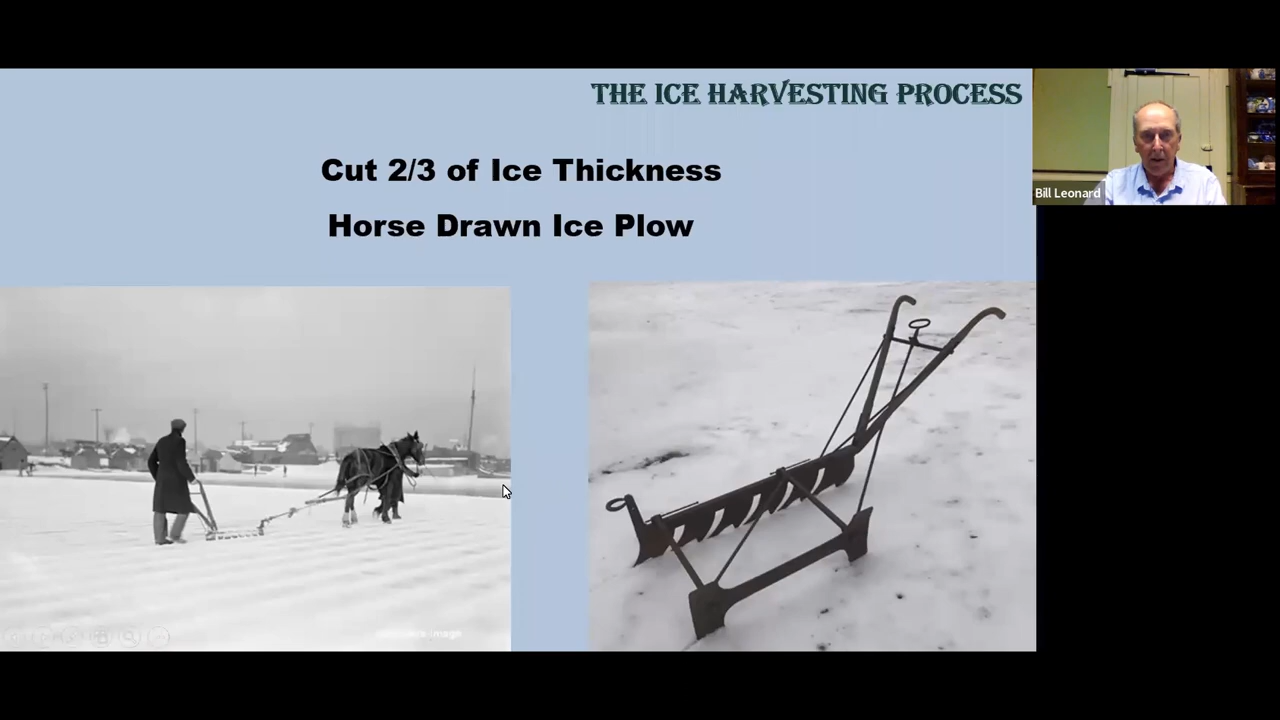 THE ICE HARVESTING PROCESS
Cut 2/3 of Ice Thickness
Horse Drawn Ice Plow
Bill Leonard